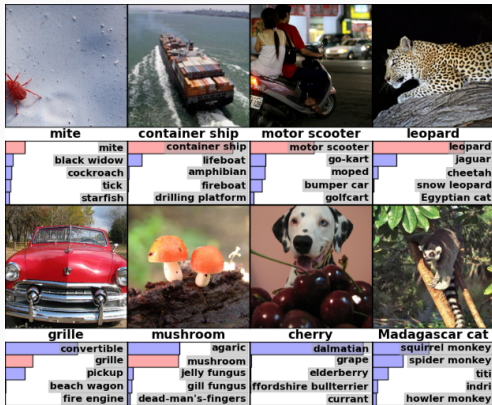 mite
container ship
motor scooter
leopard
mite
black widow
cockroach
tick
starfish
container ship
lifeboat
amphibian
fireboat
drilling platform
motor scooter
go-kart
moped
bumper car
golfcart
leopard
jaguar
cheetah
snow leopard
Egyptian cat
grille
mushroom
cherry
Madagascar cat
convertible
grille
pickup
beach wagon
fire engine
agaric
mushroom
jelly fungus
gill fungus
dead-man's-fingers
dalmatian
grape
elderberry
ffordshire bullterrier
currant
squirrel monkey
spider monkey
titi
indri
howler monkey